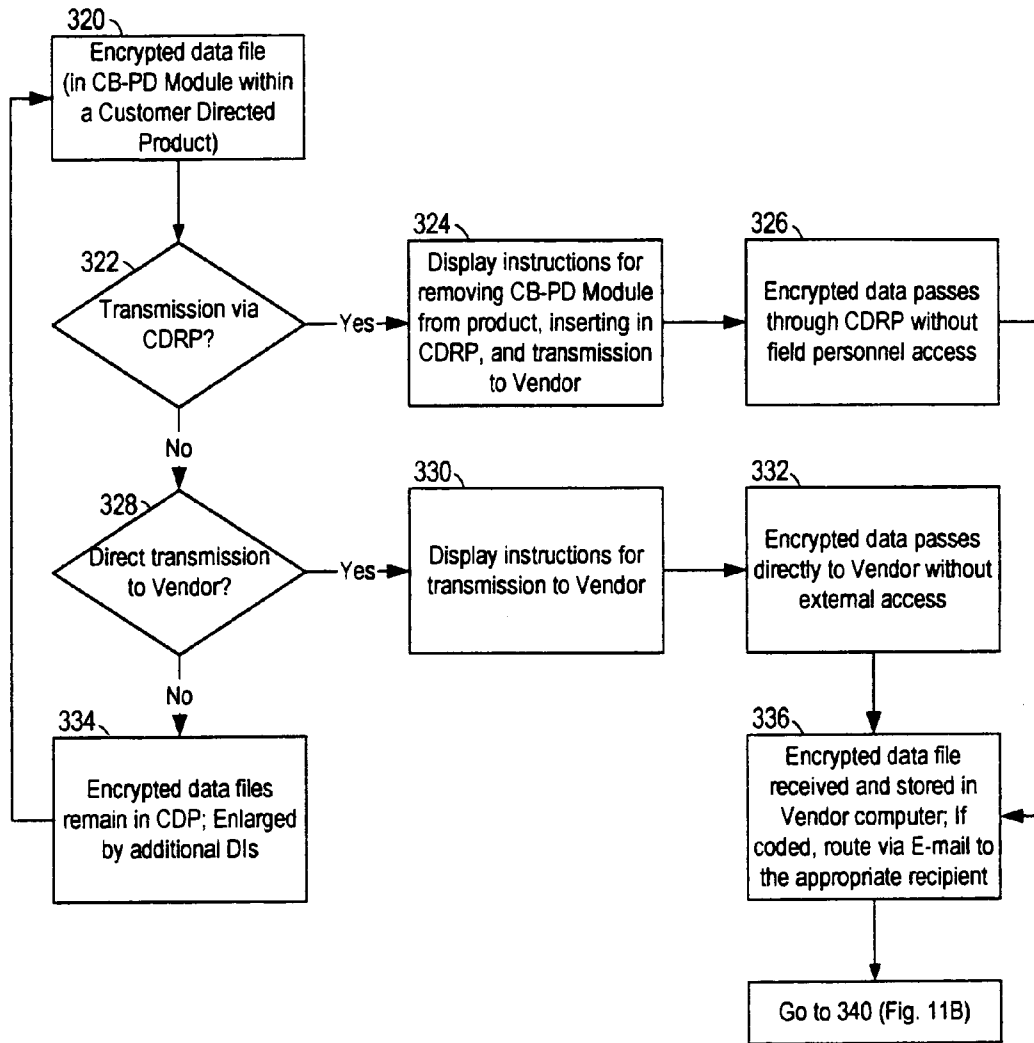 320
Encrypted data file
(in CB-PD Module within
a Customer Directed
Product)
322
Transmission via
CDRP?
Yes
324
Display instructions for
removing CB-PD Module
from product, inserting in
CDRP, and transmission
to Vendor
326
Encrypted data passes
through CDRP without
field personnel access
No
328
Direct transmission
to Vendor?
Yes
330
Display instructions for
transmission to Vendor
332
Encrypted data passes
directly to Vendor without
external access
No
334
Encrypted data files
remain in CDP; Enlarged
by additional DIs
336
Encrypted data file
received and stored in
Vendor computer; If
coded, route via E-mail to
the appropriate recipient
Go to 340 (Fig. 11B)